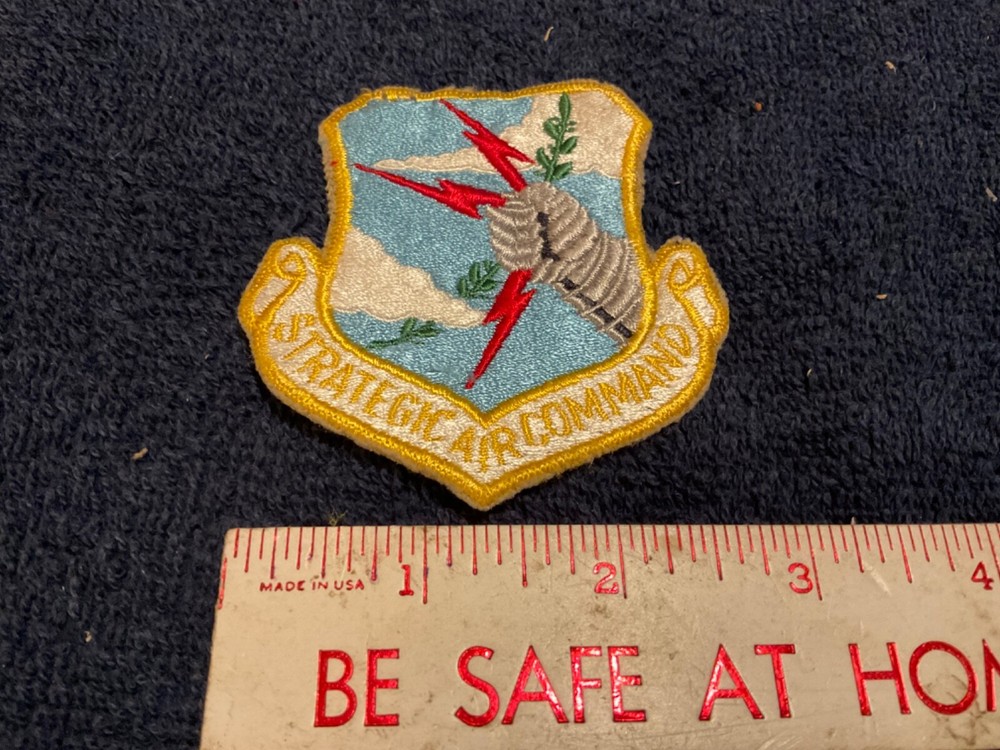 STRATEGIC AIR COMMAND
MADE IN USA
1 2 3 4
BE SAFE AT HOM